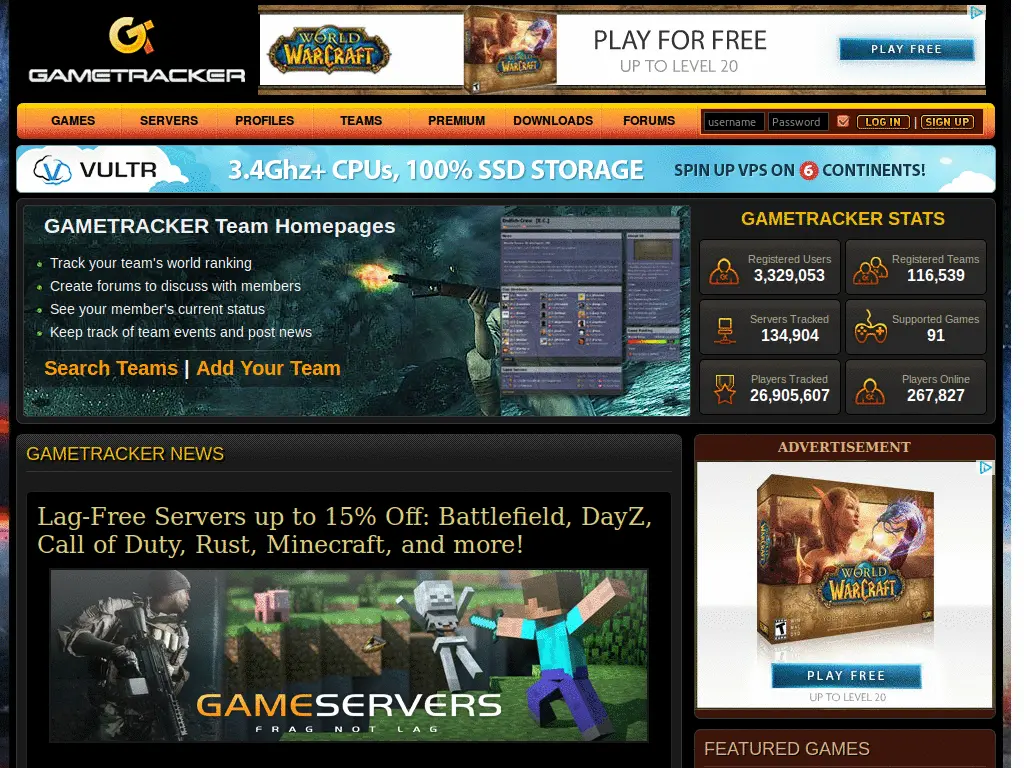 GAMETRACKER
WORLD
WARCRAFT
PLAY FOR FREE
UP TO LEVEL 20
PLAY FREE
GAMES SERVERS PROFILES TEAMS PREMIUM DOWNLOADS FORUMS username Password LOG IN | SIGN UP
VULTR 3.4Ghz+ CPUs, 100% SSD STORAGE SPIN UP VPS ON 6 CONTINENTS!
GAMETRACKER Team Homepages
Track your team's world ranking
Create forums to discuss with members
See your member's current status
Keep track of team events and post news
Search Teams | Add Your Team
GAMETRACKER STATS
Registered Users
3,329,053
Registered Teams
116,539
Servers Tracked
134,904
Supported Games
91
Players Tracked
26,905,607
Players Online
267,827
GAMETRACKER NEWS
Lag-Free Servers up to 15% Off: Battlefield, DayZ,
Call of Duty, Rust, Minecraft, and more!
GAMESERVERS
FRAG NOT LAG
ADVERTISEMENT
WORLD
WARCRAFT
PLAY FREE
UP TO LEVEL 20
FEATURED GAMES